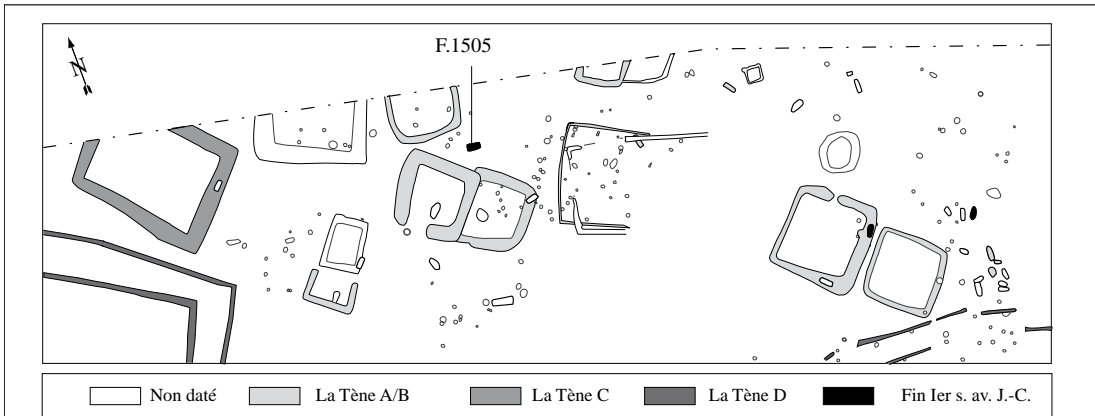 F.1505
N
Non daté La Tène A/B La Tène C La Tène D Fin Ier s. av. J.-C.